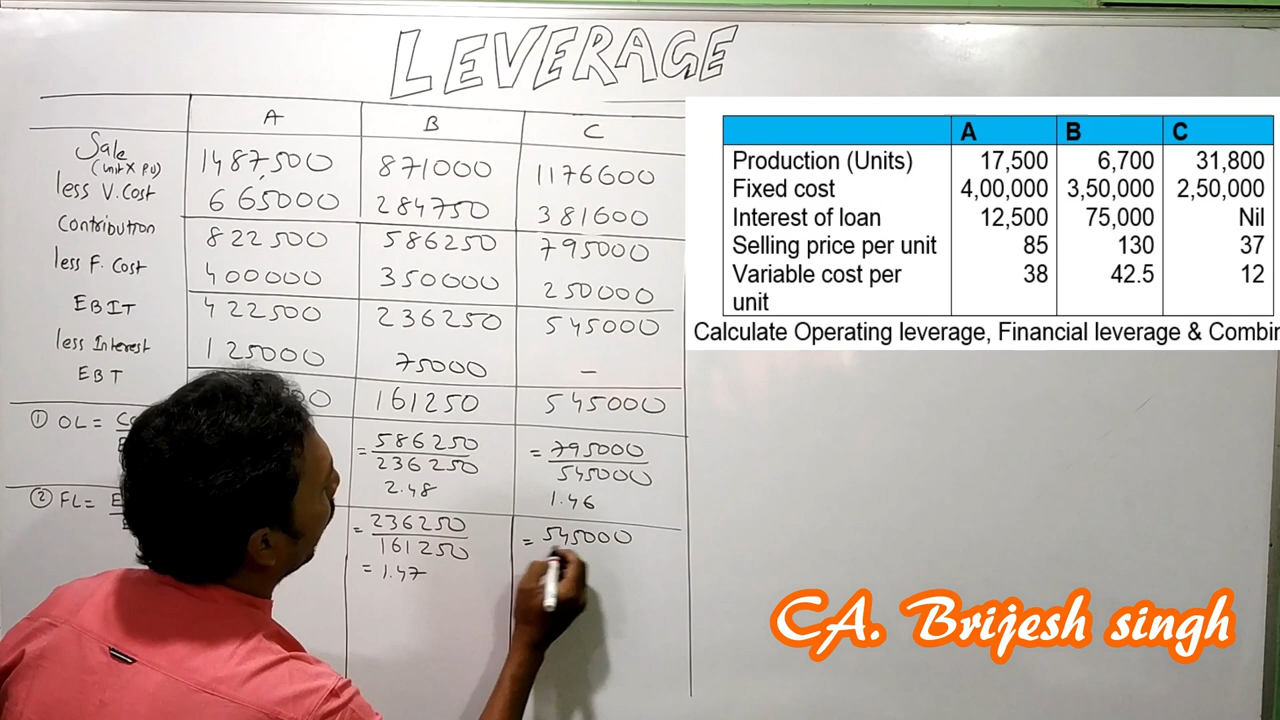 LEVERAGE
A B C
Sale 1487,500 871000 1176600
(unit x P.U)
less V. Cost 665000 284750 381600
Contribution 822500 586250 795000
less F. Cost 400000 350000 250000
EBIT 422500 236250 545000
less Interest 125000 75000 –
EBT 161250 545000
① OL = = 586250 = 795000
236250 545000
2.48 1.46
② FL = = 236250 = 545000
161250
= 1.47
A B C
Production (Units) 17,500 6,700 31,800
Fixed cost 4,00,000 3,50,000 2,50,000
Interest of loan 12,500 75,000 Nil
Selling price per unit 85 130 37
Variable cost per 38 42.5 12
unit
Calculate Operating leverage, Financial leverage & Combin
CA. Brijesh singh